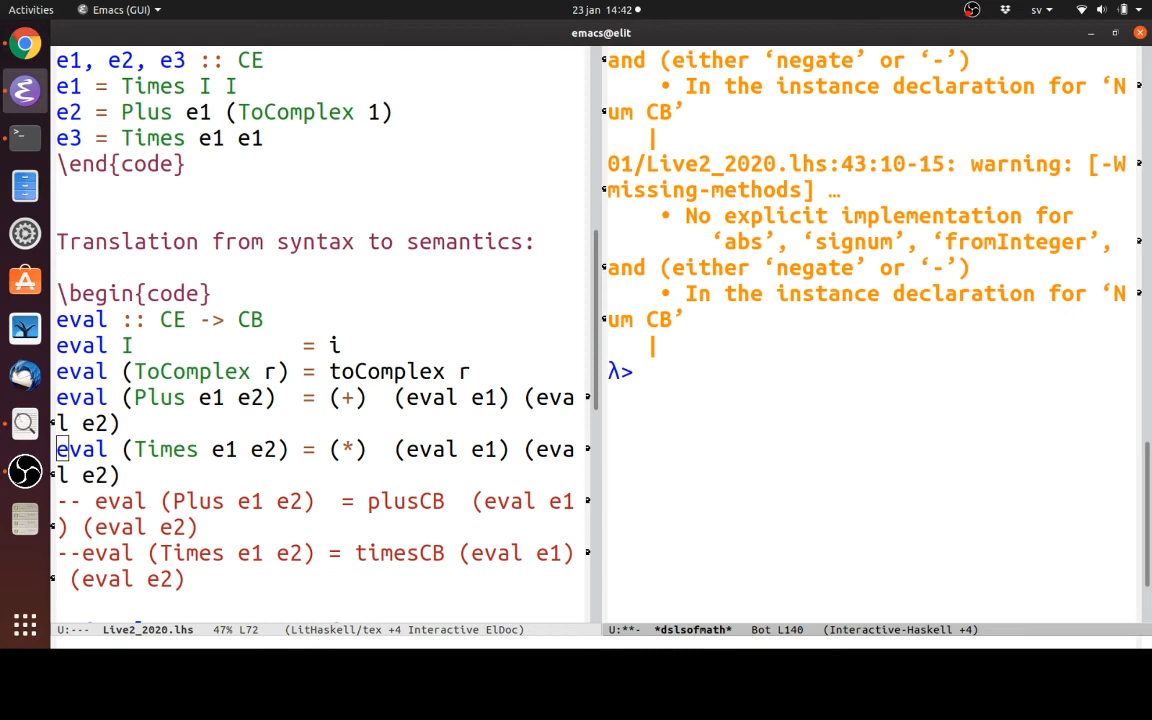 Activities
Emacs (GUI)
23 jan 14:42
sv
emacs@elit
e1, e2, e3 :: CE
e1 = Times I I
e2 = Plus e1 (ToComplex 1)
e3 = Times e1 e1
\end{code}
Translation from syntax to semantics:
\begin{code}
eval :: CE -> CB
eval I = i
eval (ToComplex r) = toComplex r
eval (Plus e1 e2) = (+) (eval e1) (eva
l e2)
eval (Times e1 e2) = (*) (eval e1) (eva
l e2)
-- eval (Plus e1 e2) = plusCB (eval e1
) (eval e2)
--eval (Times e1 e2) = timesCB (eval e1)
(eval e2)
U:--- Live2_2020.lhs 47% L72 (LitHaskell/tex +4 Interactive ElDoc)
and (either ‘negate’ or ‘-’)
• In the instance declaration for ‘N
um CB’
|
01/Live2_2020.lhs:43:10-15: warning: [-W
missing-methods] …
• No explicit implementation for
‘abs’, ‘signum’, ‘fromInteger’,
and (either ‘negate’ or ‘-’)
• In the instance declaration for ‘N
um CB’
|
λ>
U:**- *dslsofmath* Bot L140 (Interactive-Haskell +4)